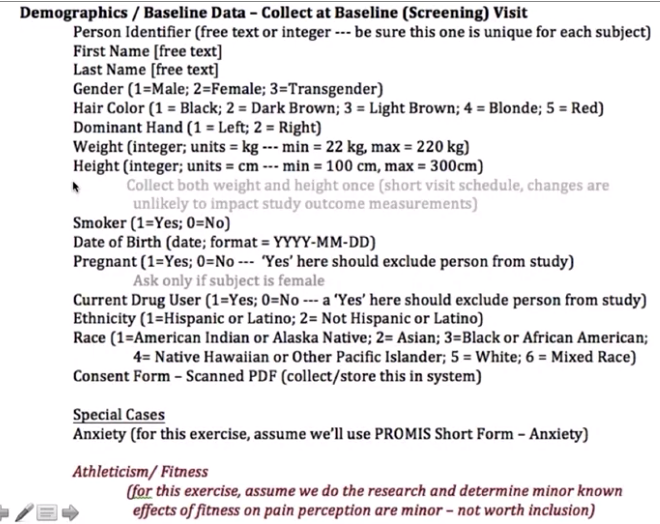 Demographics / Baseline Data – Collect at Baseline (Screening) Visit
Person Identifier (free text or integer --- be sure this one is unique for each subject)
First Name [free text]
Last Name [free text]
Gender (1=Male; 2=Female; 3=Transgender)
Hair Color (1 = Black; 2 = Dark Brown; 3 = Light Brown; 4 = Blonde; 5 = Red)
Dominant Hand (1 = Left; 2 = Right)
Weight (integer; units = kg --- min = 22 kg, max = 220 kg)
Height (integer; units = cm --- min = 100 cm, max = 300cm)
Collect both weight and height once (short visit schedule, changes are
unlikely to impact study outcome measurements)
Smoker (1=Yes; 0=No)
Date of Birth (date; format = YYYY-MM-DD)
Pregnant (1=Yes; 0=No --- 'Yes' here should exclude person from study)
Ask only if subject is female
Current Drug User (1=Yes; 0=No --- a 'Yes' here should exclude person from study)
Ethnicity (1=Hispanic or Latino; 2= Not Hispanic or Latino)
Race (1=American Indian or Alaska Native; 2= Asian; 3=Black or African American;
4= Native Hawaiian or Other Pacific Islander; 5 = White; 6 = Mixed Race)
Consent Form – Scanned PDF (collect/store this in system)
Special Cases
Anxiety (for this exercise, assume we'll use PROMIS Short Form – Anxiety)
Athleticism/ Fitness
(for this exercise, assume we do the research and determine minor known
effects of fitness on pain perception are minor – not worth inclusion)